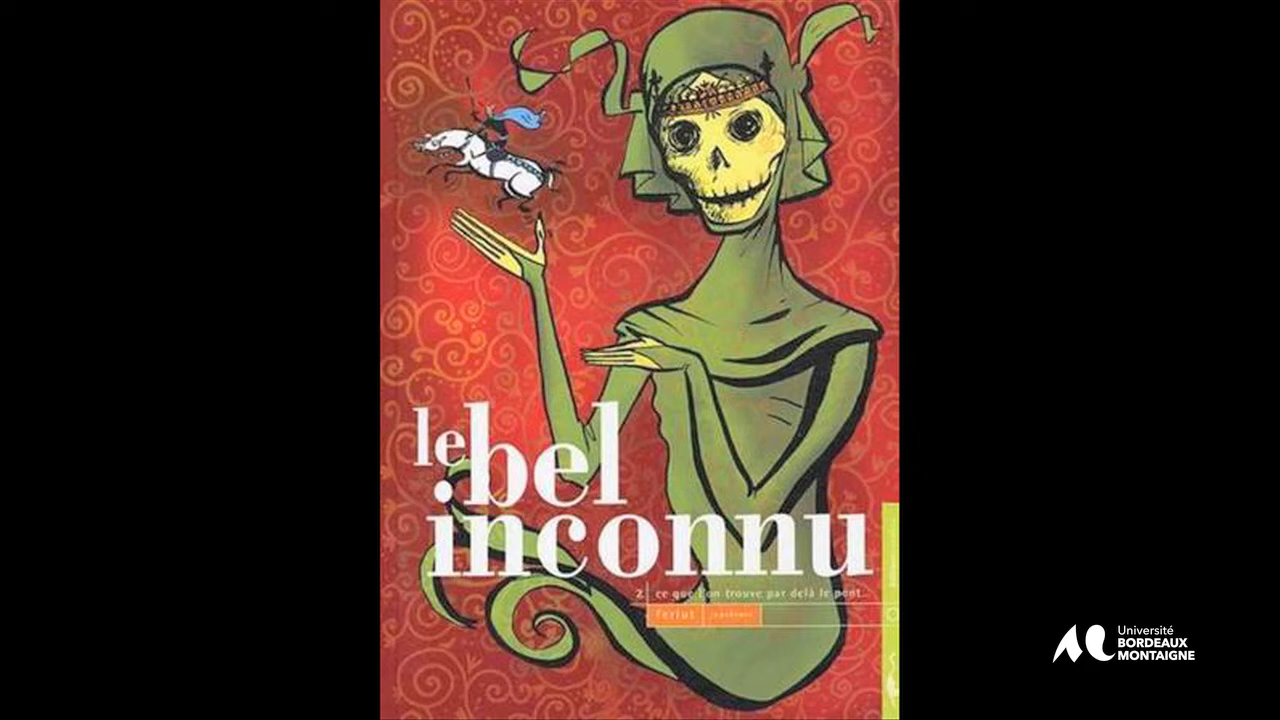 le bel
inconnu
2 ce que l'on trouve par delà le pont...
ferlut
Université
BORDEAUX
MONTAIGNE